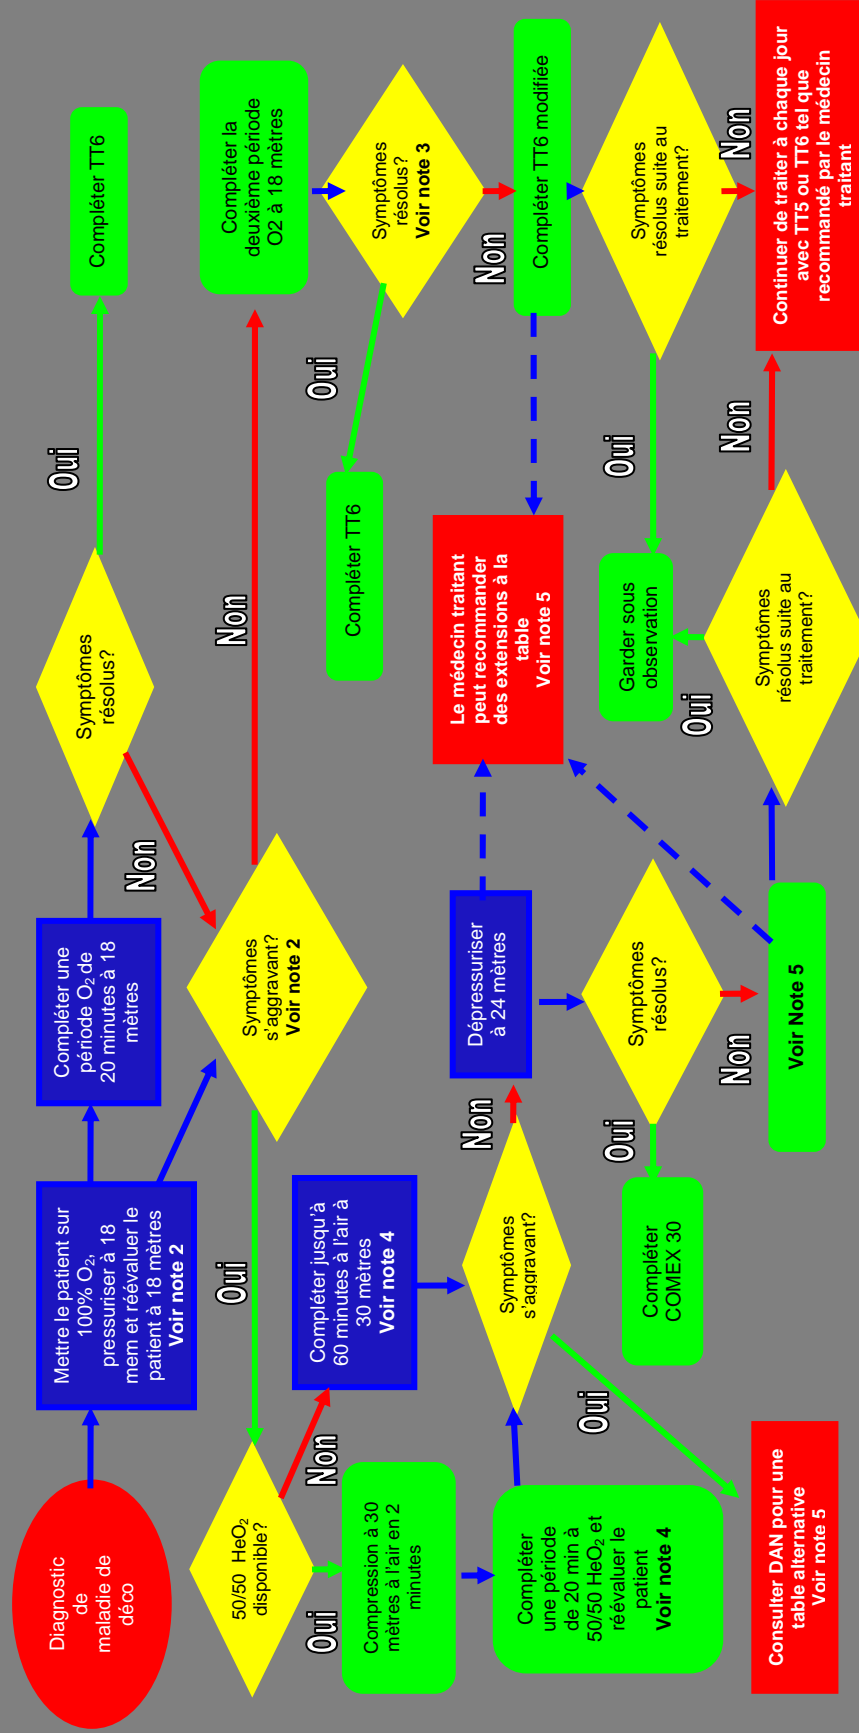 Diagnostic
de
maladie de
déco
Mettre le patient sur
100% O₂,
pressuriser à 18
mem et réévaluer le
patient à 18 mètres
Voir note 2
Compléter une
période O₂ de
20 minutes à 18
mètres
Symptômes
résolus?
Oui
Compléter TT6
Non
Symptômes
s’aggravant?
Voir note 2
Non
Compléter la
deuxième période
O2 à 18 mètres
Symptômes
résolus?
Voir note 3
Oui
Compléter TT6
Non
Compléter TT6 modifiée
Symptômes
résolus suite au
traitement?
Non
Continuer de traiter à chaque jour
avec TT5 ou TT6 tel que
recommandé par le médecin
traitant
Oui
Garder sous
observation
Oui
50/50 HeO₂
disponible?
Non
Compléter jusqu’à
60 minutes à l’air à
30 mètres
Voir note 4
Oui
Compression à 30
mètres à l’air en 2
minutes
Compléter
une période
de 20 min à
50/50 HeO₂ et
réévaluer le
patient
Voir note 4
Symptômes
s’aggravant?
Oui
Consulter DAN pour une
table alternative
Voir note 5
Non
Dépressuriser
à 24 mètres
Le médecin traitant
peut recommander
des extensions à la
table
Voir note 5
Symptômes
résolus?
Oui
Compléter
COMEX 30
Non
Voir Note 5
Symptômes
résolus suite au
traitement?
Oui
Non